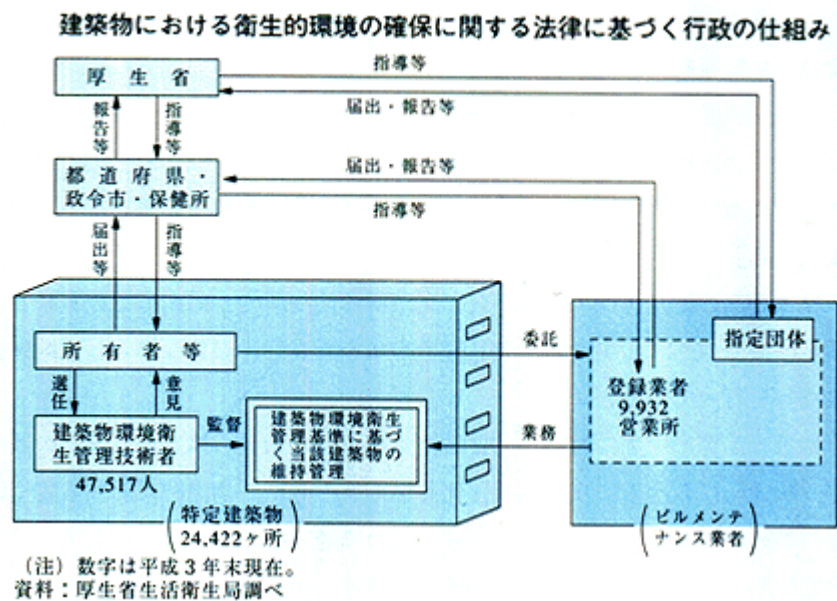 建築物における衛生的環境の確保に関する法律に基づく行政の仕組み
厚生省
指導等
届出・報告等
報告等
指導等
都道府県・
政令市・保健所
届出・報告等
指導等
届出等
指導等
所有者等
委託
指定団体
選任
意見
登録業者
9,932
営業所
建築物環境衛
生管理技術者
監督
建築物環境衛生
管理基準に基づ
く当該建築物の
維持管理
業務
47,517人
(特定建築物
24,422ヶ所)
(ビルメンテ
ナンス業者)
(注) 数字は平成3年末現在。
資料:厚生省生活衛生局調べ